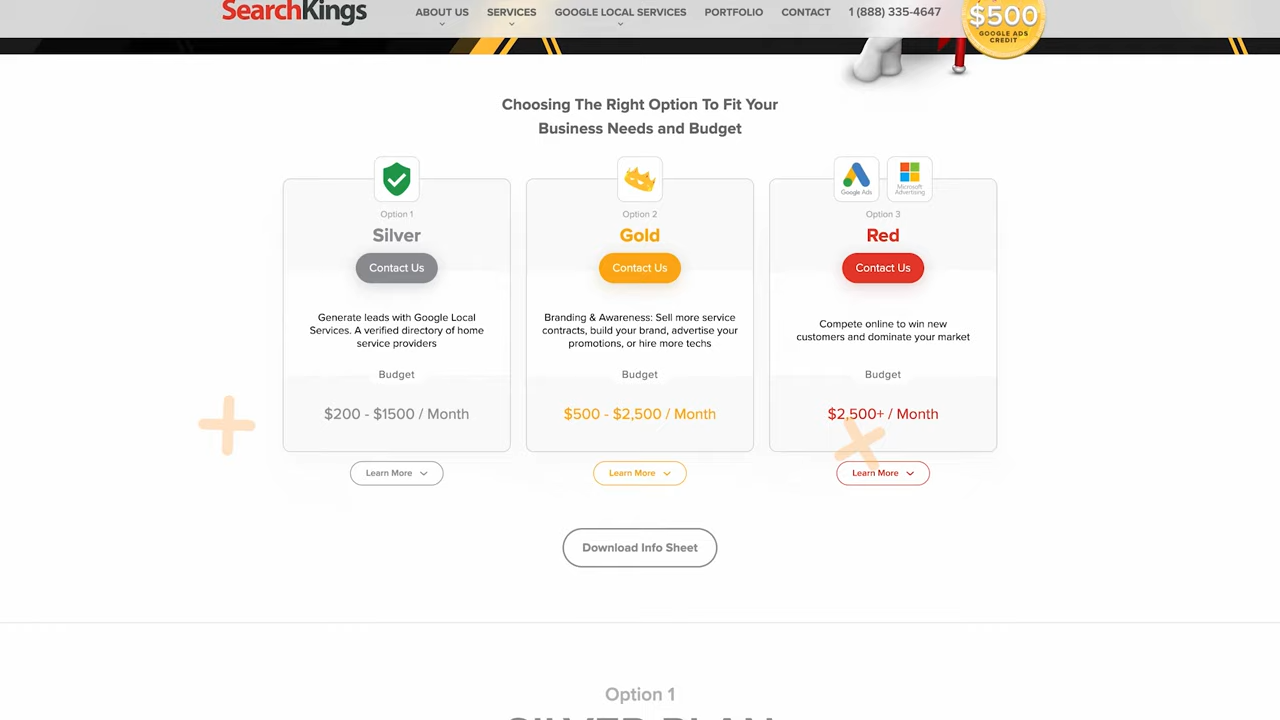 SearchKings
ABOUT US
SERVICES
GOOGLE LOCAL SERVICES
PORTFOLIO
CONTACT
1 (888) 335-4647
$500
GOOGLE ADS
CREDIT
Choosing The Right Option To Fit Your
Business Needs and Budget
Option 1
Silver
Contact Us
Generate leads with Google Local
Services. A verified directory of home
service providers
Budget
$200 - $1500 / Month
Learn More
Option 2
Gold
Contact Us
Branding & Awareness: Sell more service
contracts, build your brand, advertise your
promotions, or hire more techs
Budget
$500 - $2,500 / Month
Learn More
Google Ads
Microsoft
Advertising
Option 3
Red
Contact Us
Compete online to win new
customers and dominate your market
Budget
$2,500+ / Month
Learn More
Download Info Sheet
Option 1
SILVER PLAN